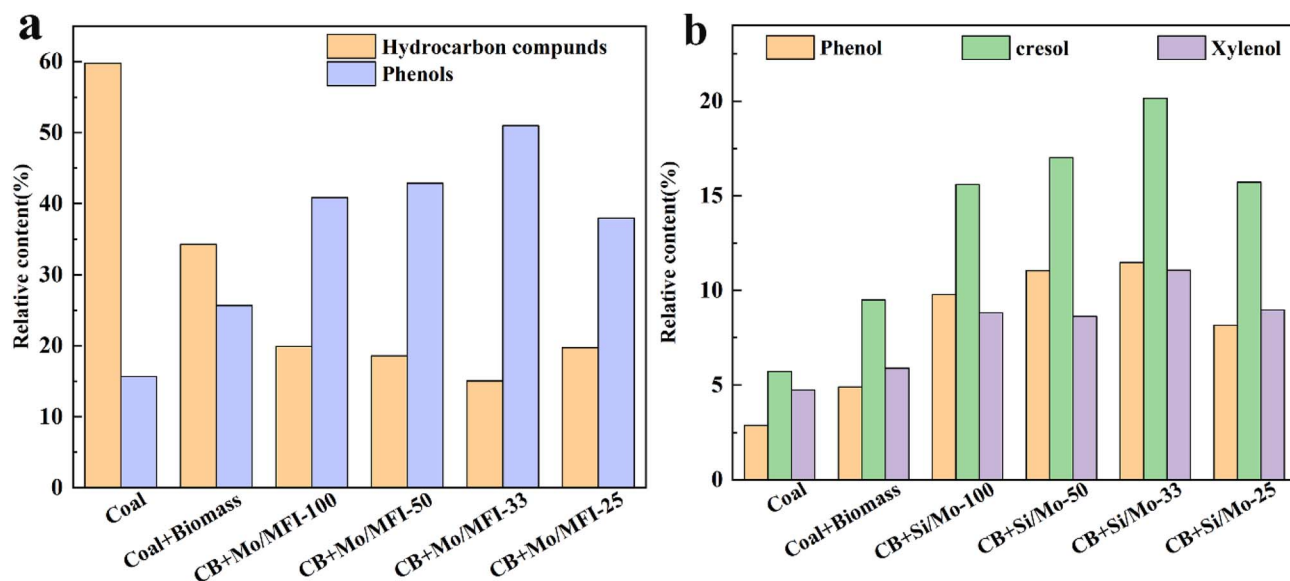 a
Hydrocarbon compunds
Phenols
Relative content(%)
60
50
40
30
20
10
0
Coal
Coal+Biomass
CB+Mo/MFI-100
CB+Mo/MFI-50
CB+Mo/MFI-33
CB+Mo/MFI-25
b
Phenol cresol Xylenol
Relative content(%)
20
15
10
5
0
Coal
Coal+Biomass
CB+Si/Mo-100
CB+Si/Mo-50
CB+Si/Mo-33
CB+Si/Mo-25